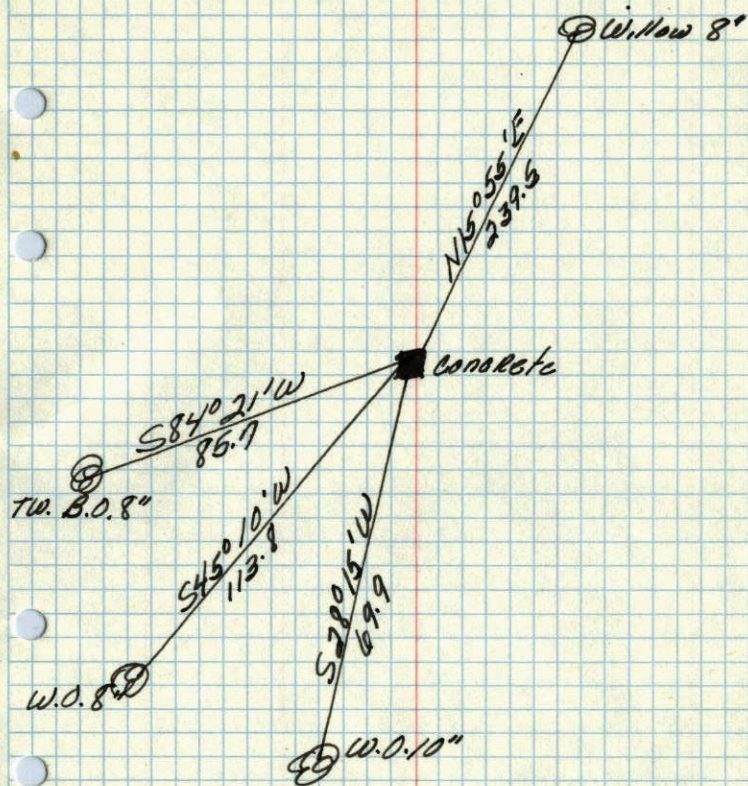 Willow 8"
N15°55'E
239.5
Concrete
S84°21'W
85.7
TW. B.O. 8"
S45°10'W
113.8
W.O. 8"
S28°15'W
69.9
W.O. 10"